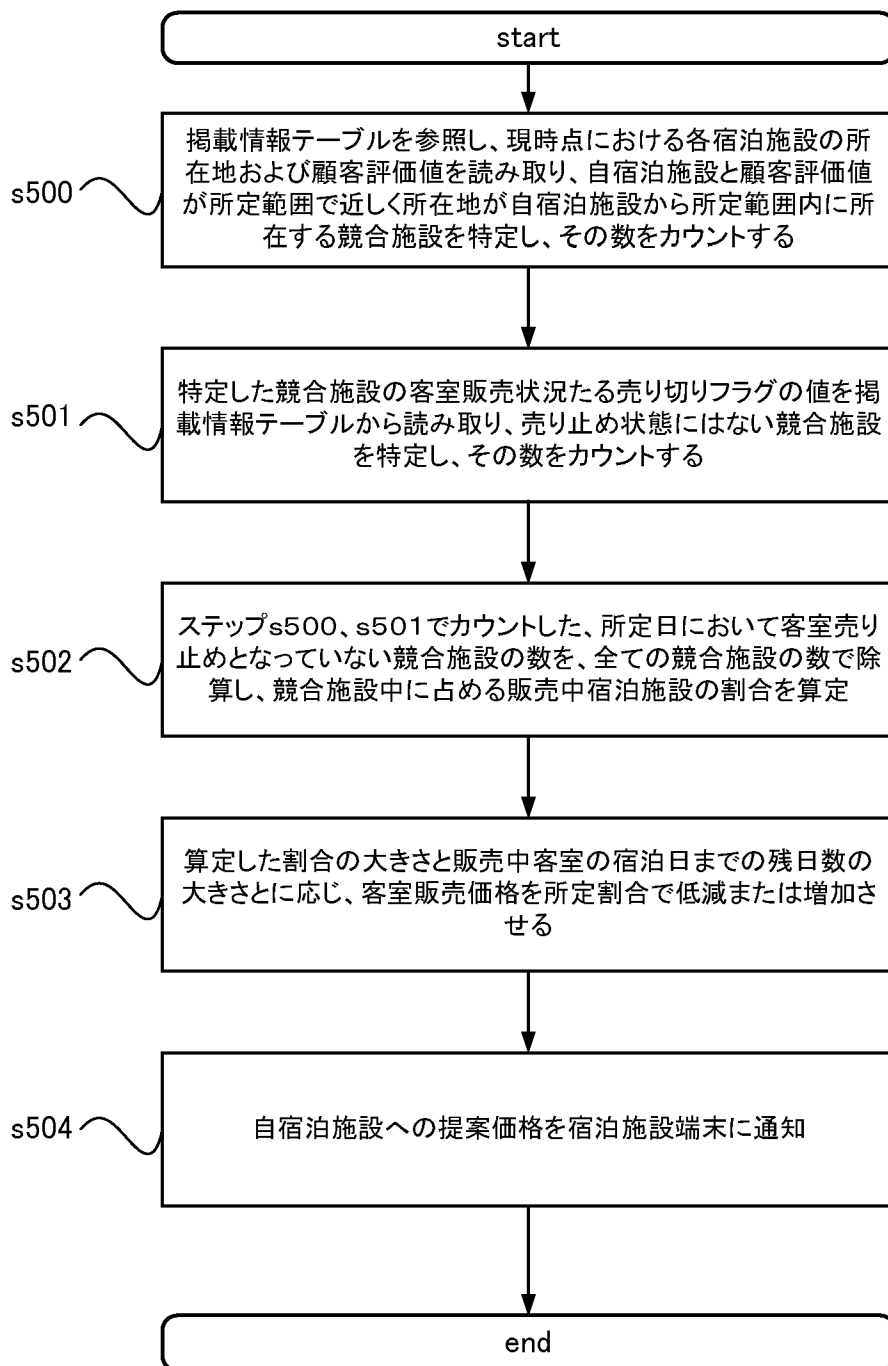 start
s500
掲載情報テーブルを参照し、現時点における各宿泊施設の所
在地および顧客評価値を読み取り、自宿泊施設と顧客評価値
が所定範囲で近しく所在地が自宿泊施設から所定範囲内に所
在する競合施設を特定し、その数をカウントする
s501
特定した競合施設の客室販売状況たる売り切りフラグの値を掲
載情報テーブルから読み取り、売り止め状態にはない競合施設
を特定し、その数をカウントする
s502
ステップs500、s501でカウントした、所定日において客室売り
止めとなっていない競合施設の数を、全ての競合施設の数で除
算し、競合施設中に占める販売中宿泊施設の割合を算定
s503
算定した割合の大きさと販売中客室の宿泊日までの残日数の
大きさとに応じ、客室販売価格を所定割合で低減または増加さ
せる
s504
自宿泊施設への提案価格を宿泊施設端末に通知
end